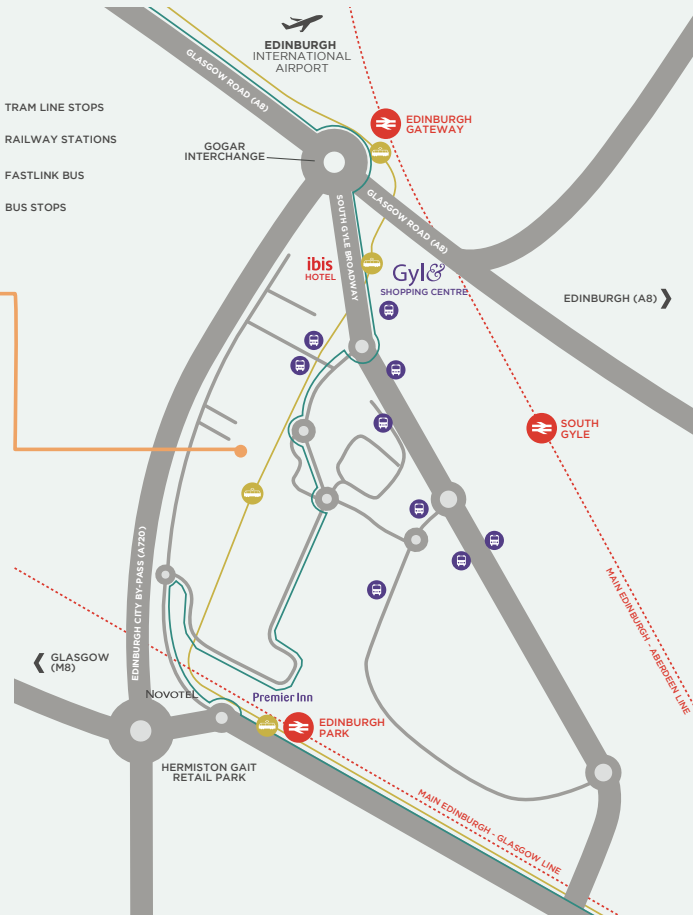 EDINBURGH
INTERNATIONAL
AIRPORT
GLASGOW ROAD (A8)
TRAM LINE STOPS
RAILWAY STATIONS
FASTLINK BUS
BUS STOPS
EDINBURGH
GATEWAY
GOGAR
INTERCHANGE
SOUTH GYLE BROADWAY
GLASGOW ROAD (A8)
ibis
HOTEL
Gyle
SHOPPING CENTRE
EDINBURGH (A8)
SOUTH
GYLE
EDINBURGH CITY BY-PASS (A720)
MAIN EDINBURGH - ABERDEEN LINE
GLASGOW
(M8)
NOVOTEL
Premier Inn
EDINBURGH
PARK
HERMISTON GAIT
RETAIL PARK
MAIN EDINBURGH - GLASGOW LINE